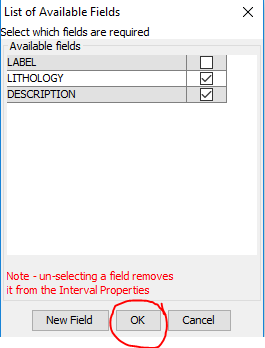 List of Available Fields
Select which fields are required
Available fields
LABEL
LITHOLOGY
DESCRIPTION
Note - un-selecting a field removes
it from the Interval Properties
New Field OK Cancel